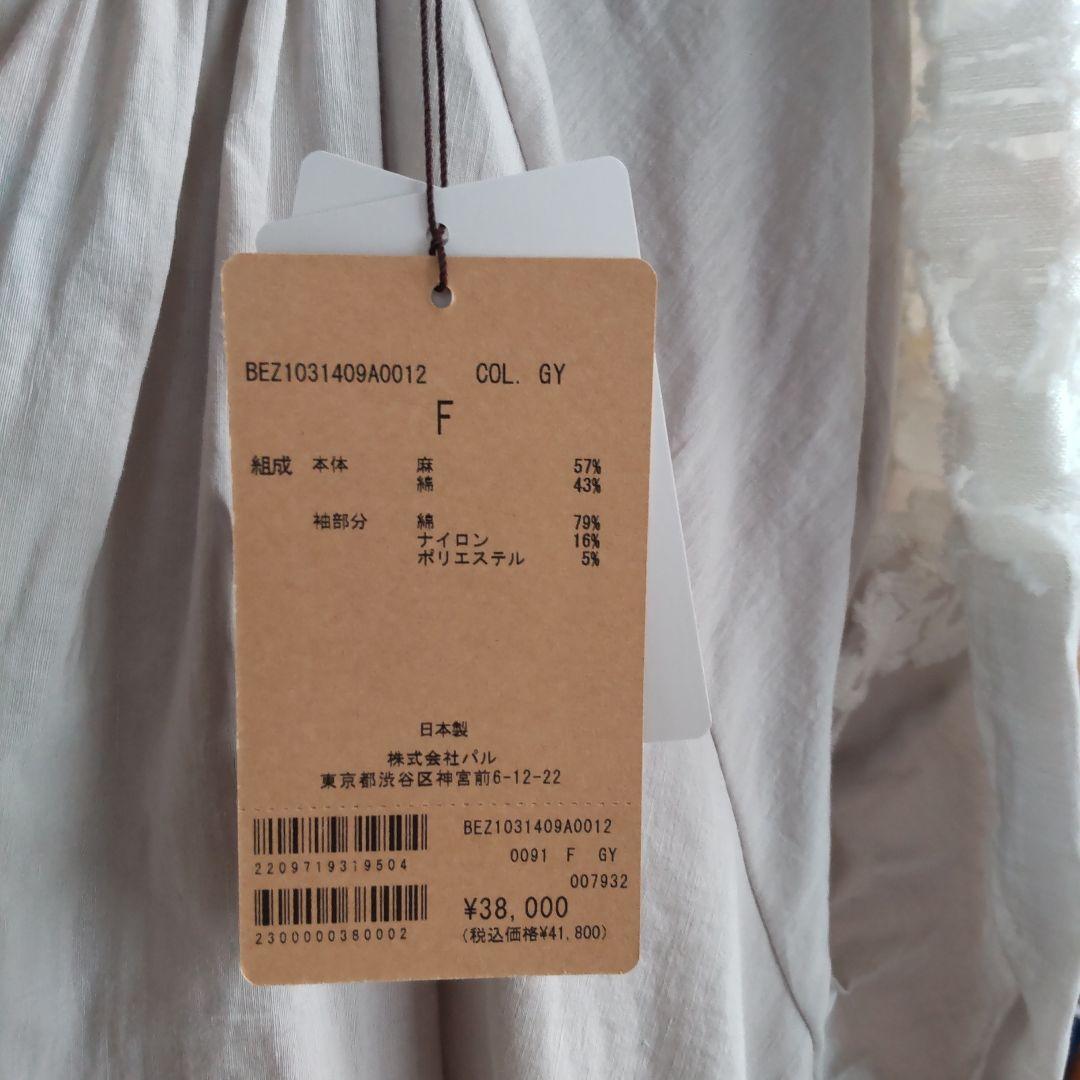 BEZ1031409A0012 COL. GY
F
組成 本体 麻 57%
綿 43%
袖部分 綿 79%
ナイロン 16%
ポリエステル 5%
日本製
株式会社パル
東京都渋谷区神宮前6-12-22
BEZ1031409A0012
2209719319504
0091 F GY
007932
¥38,000
2300000380002
(税込価格¥41,800)